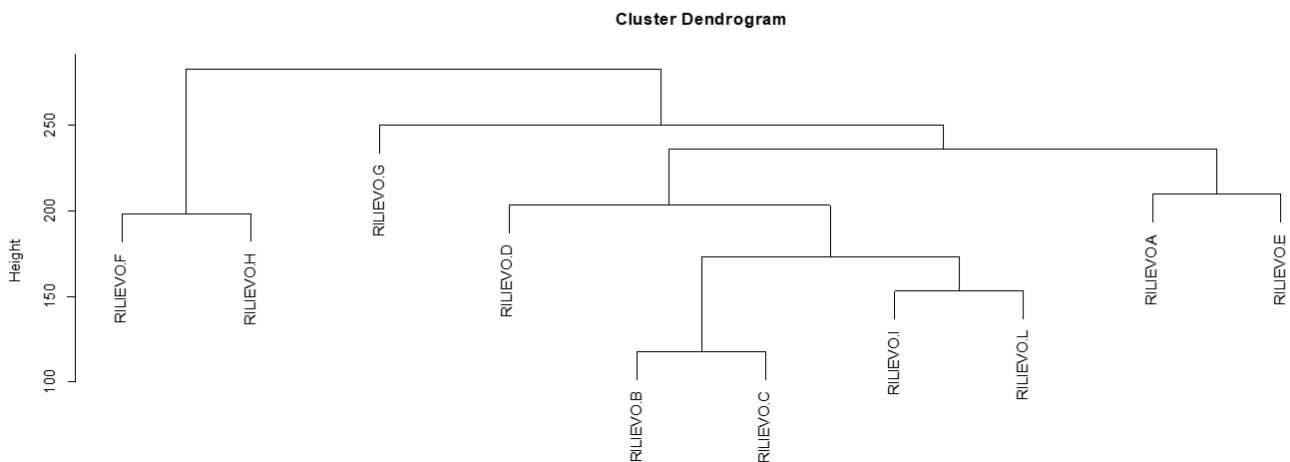 Cluster Dendrogram
Height
250
200
150
100
RILIEVO.F
RILIEVO.H
RILIEVO.G
RILIEVO.D
RILIEVO.B
RILIEVO.C
RILIEVO.I
RILIEVO.L
RILIEVO.A
RILIEVO.E